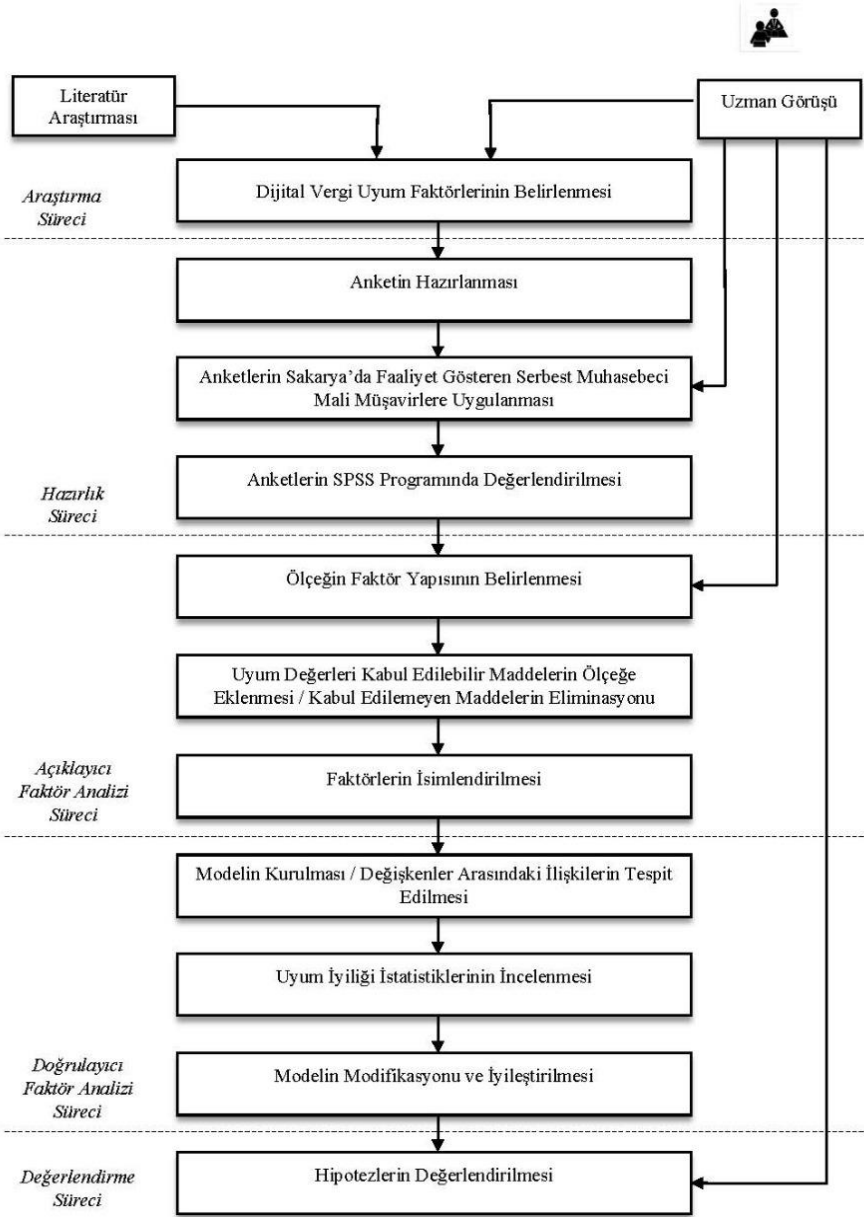 Literatür
Araştırması
Uzman Görüşü
Dijital Vergi Uyum Faktörlerinin Belirlenmesi
Araştırma
Süreci
Anketin Hazırlanması
Anketlerin Sakarya’da Faaliyet Gösteren Serbest Muhasebeci
Mali Müşavirlere Uygulanması
Anketlerin SPSS Programında Değerlendirilmesi
Hazırlık
Süreci
Ölçeğin Faktör Yapısının Belirlenmesi
Uyum Değerleri Kabul Edilebilir Maddelerin Ölçeğe
Eklenmesi / Kabul Edilemeyen Maddelerin Eliminasyonu
Faktörlerin İsimlendirilmesi
Açıklayıcı
Faktör Analizi
Süreci
Modelin Kurulması / Değişkenler Arasındaki İlişkilerin Tespit
Edilmesi
Uyum İyiliği İstatistiklerinin İncelenmesi
Modelin Modifikasyonu ve İyileştirilmesi
Doğrulayıcı
Faktör Analizi
Süreci
Hipotezlerin Değerlendirilmesi
Değerlendirme
Süreci